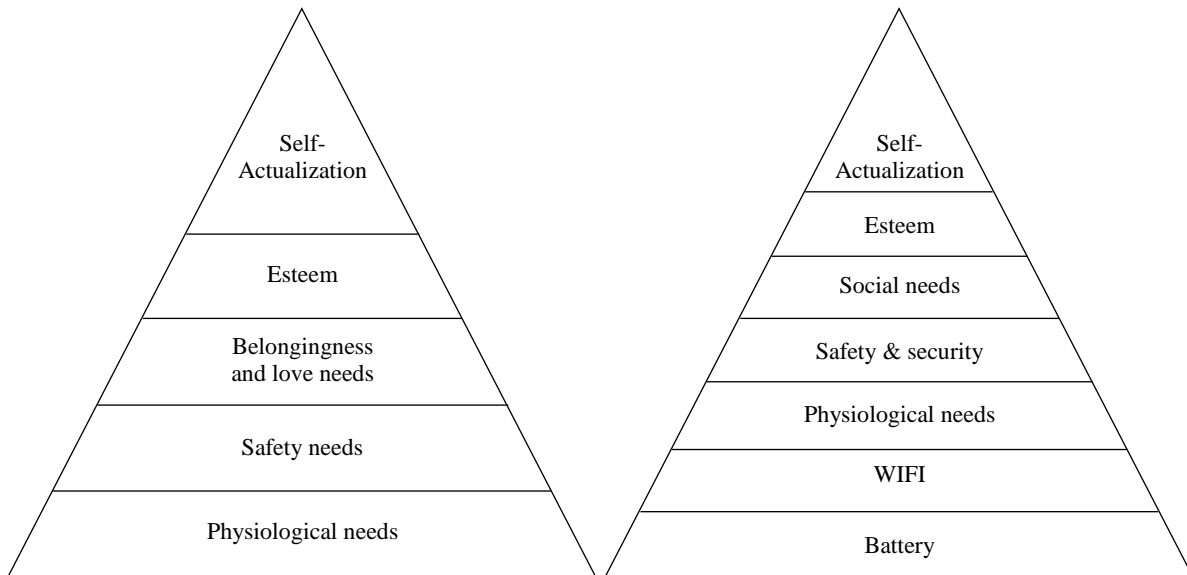 Self-
Actualization
Esteem
Belongingness
and love needs
Safety needs
Physiological needs
Self-
Actualization
Esteem
Social needs
Safety & security
Physiological needs
WIFI
Battery